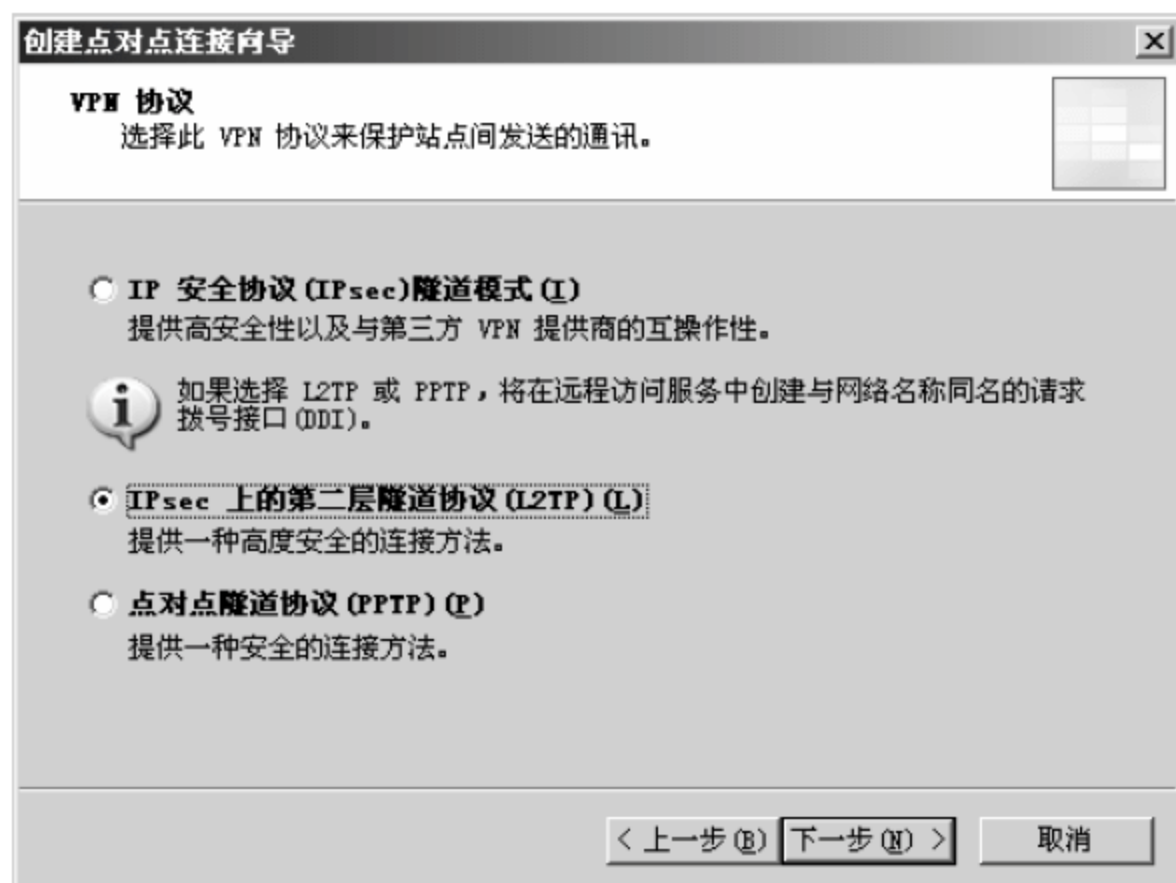 创建点对点连接向导
VPN 协议
选择此 VPN 协议来保护站点间发送的通讯。
IP 安全协议(IPsec)隧道模式(I)
提供高安全性以及与第三方 VPN 提供商的互操作性。
如果选择 L2TP 或 PPTP，将在远程访问服务中创建与网络名称同名的请求
拨号接口(DDI)。
IPsec 上的第二层隧道协议(L2TP)(L)
提供一种高度安全的连接方法。
点对点隧道协议(PPTP)(P)
提供一种安全的连接方法。
< 上一步(B) 下一步(N) > 取消